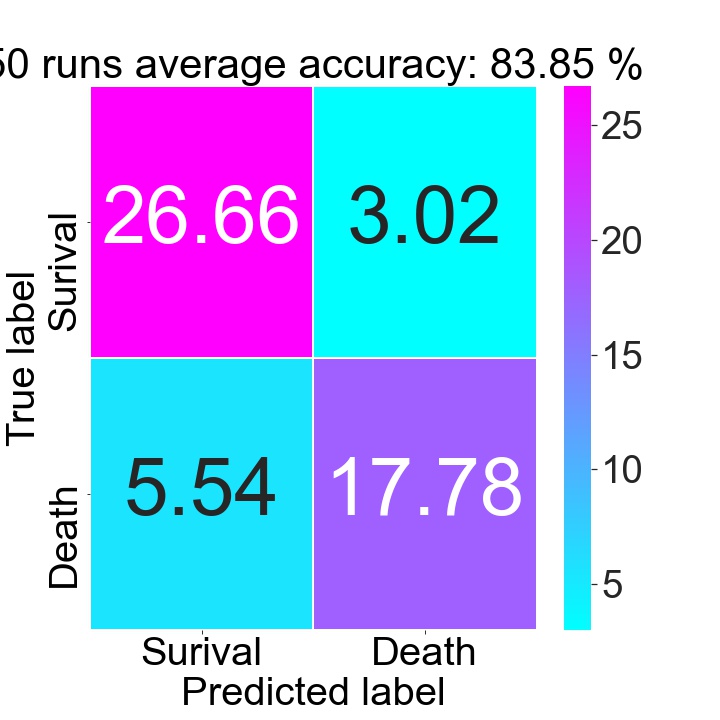 50 runs average accuracy: 83.85 %
True label
Surival
Death
26.66 3.02
5.54 17.78
25
20
15
10
5
Surival Death
Predicted label